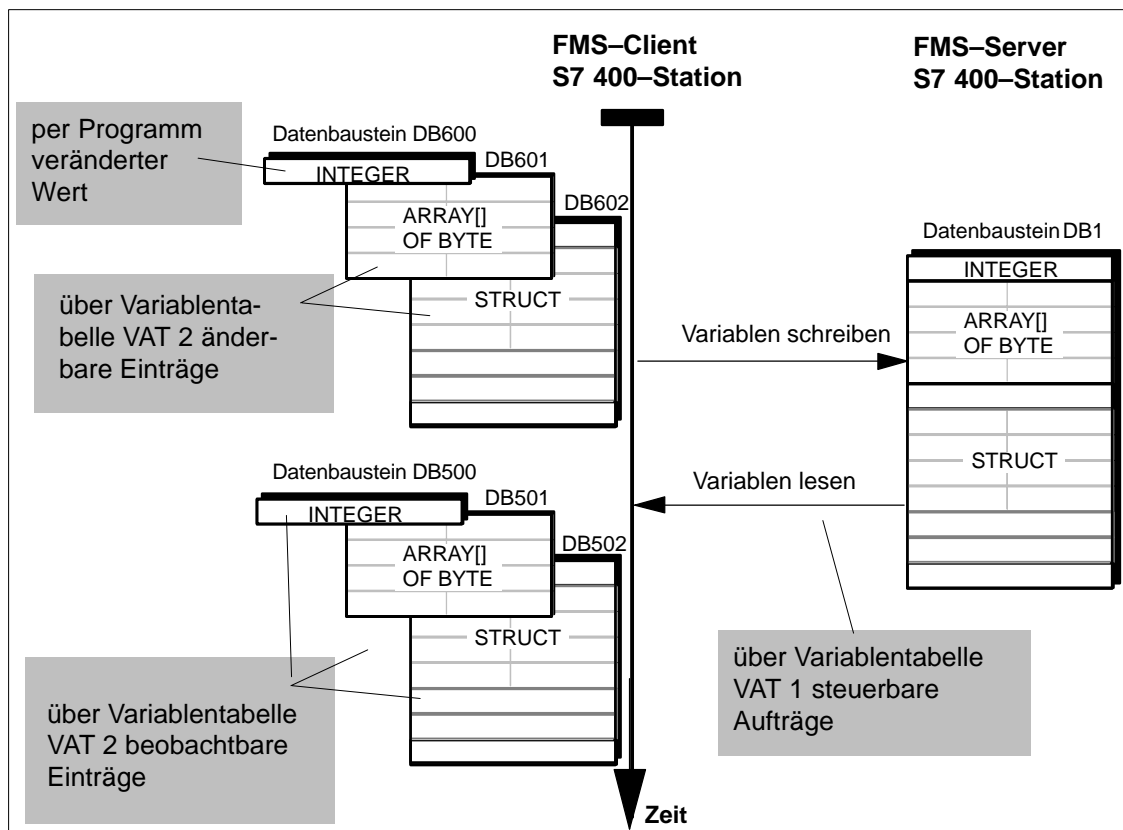 FMS–Client
S7 400–Station
FMS–Server
S7 400–Station
per Programm
veränderter
Wert
Datenbaustein DB600
INTEGER
DB601
ARRAY[]
OF BYTE
DB602
STRUCT
über Variablenta-
belle VAT 2 änder-
bare Einträge
Variablen schreiben
Datenbaustein DB1
INTEGER
ARRAY[]
OF BYTE
STRUCT
Variablen lesen
Datenbaustein DB500
INTEGER
DB501
ARRAY[]
OF BYTE
DB502
STRUCT
über Variablentabelle
VAT 2 beobachtbare
Einträge
über Variablentabelle
VAT 1 steuerbare
Aufträge
Zeit